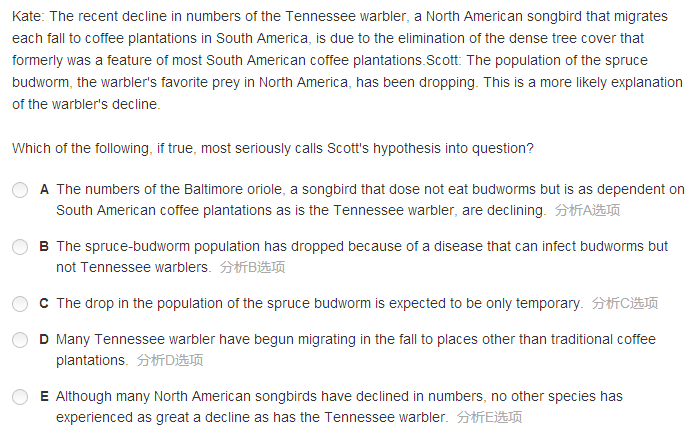 Kate: The recent decline in numbers of the Tennessee warbler, a North American songbird that migrates
each fall to coffee plantations in South America, is due to the elimination of the dense tree cover that
formerly was a feature of most South American coffee plantations.Scott: The population of the spruce
budworm, the warbler's favorite prey in North America, has been dropping. This is a more likely explanation
of the warbler's decline.
Which of the following, if true, most seriously calls Scott's hypothesis into question?
A The numbers of the Baltimore oriole, a songbird that dose not eat budworms but is as dependent on
South American coffee plantations as is the Tennessee warbler, are declining. 分析A选项
B The spruce-budworm population has dropped because of a disease that can infect budworms but
not Tennessee warblers. 分析B选项
C The drop in the population of the spruce budworm is expected to be only temporary. 分析C选项
D Many Tennessee warbler have begun migrating in the fall to places other than traditional coffee
plantations. 分析D选项
E Although many North American songbirds have declined in numbers, no other species has
experienced as great a decline as has the Tennessee warbler. 分析E选项